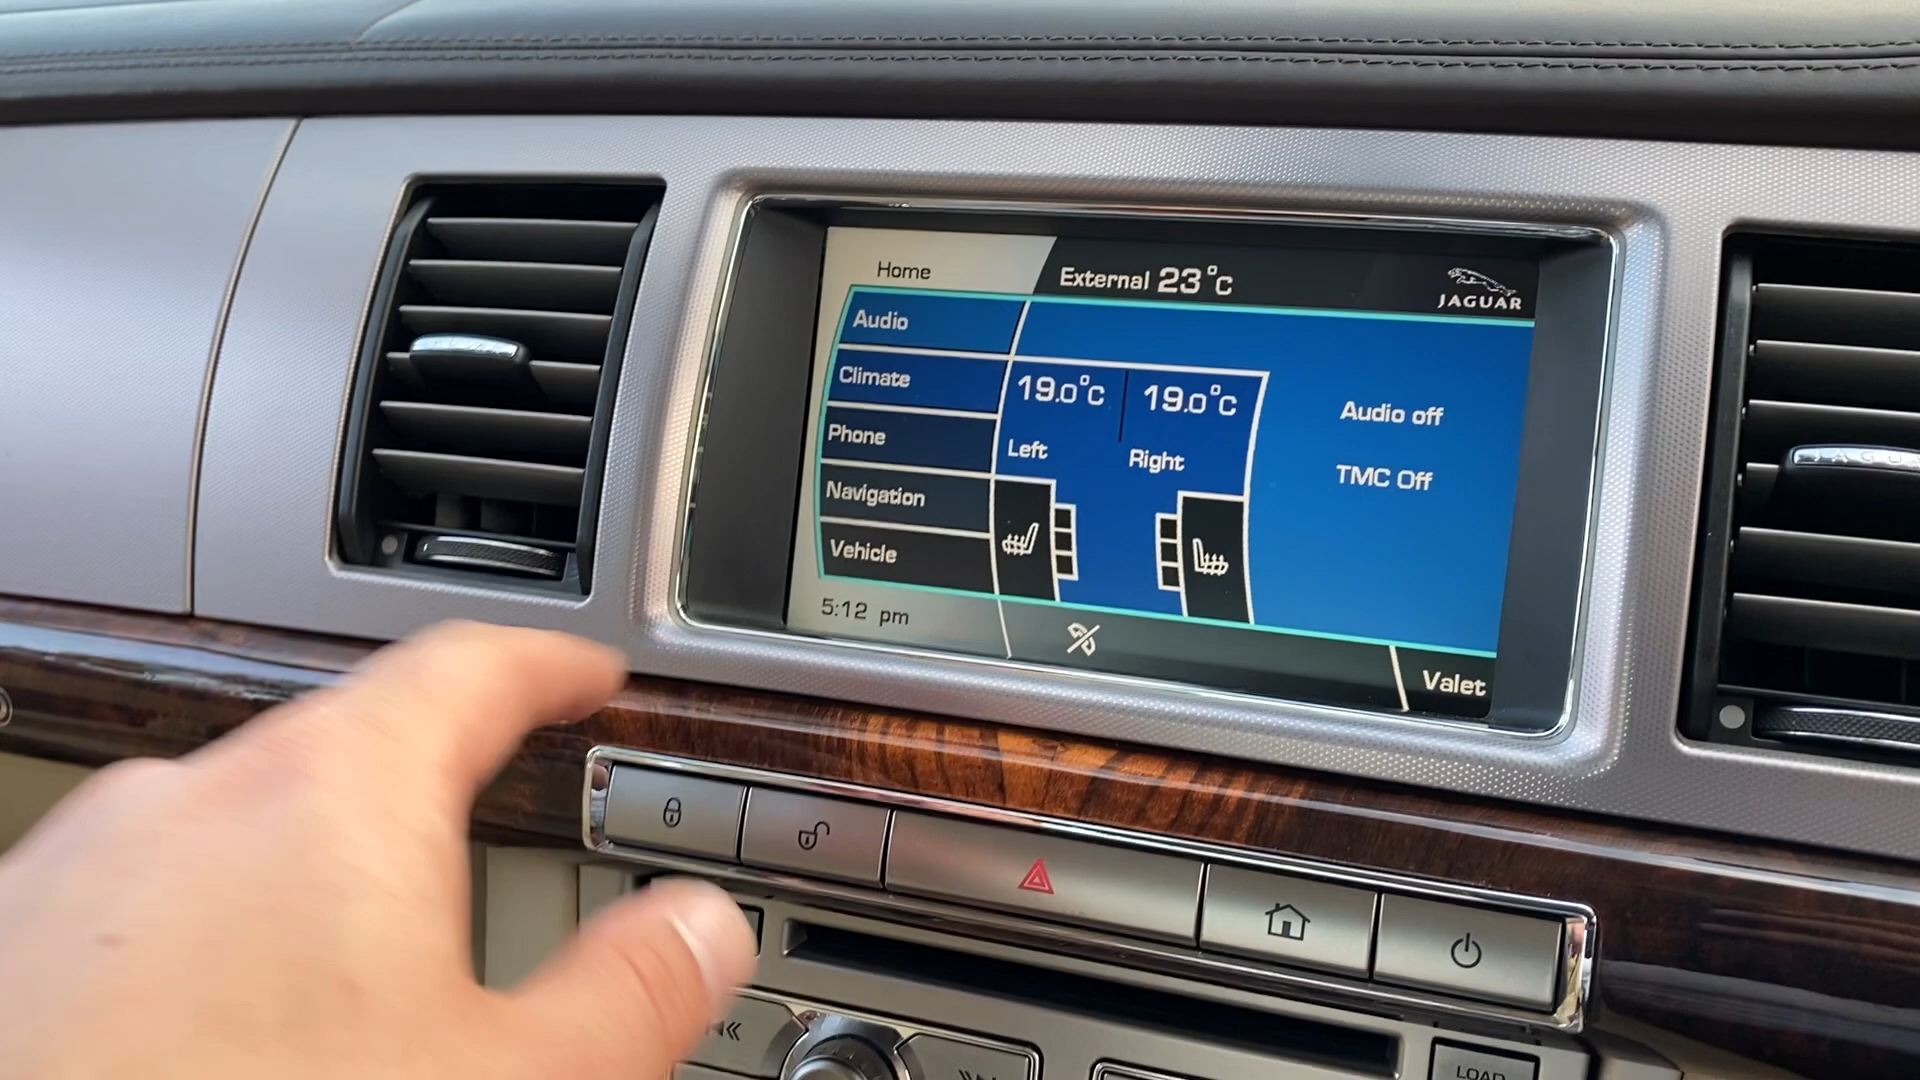 Home
External 23°C
JAGUAR
Audio
Climate
19.0°C
19.0°C
Audio off
Phone
Left
Right
TMC Off
Navigation
Vehicle
5:12 pm
Valet
LOAD